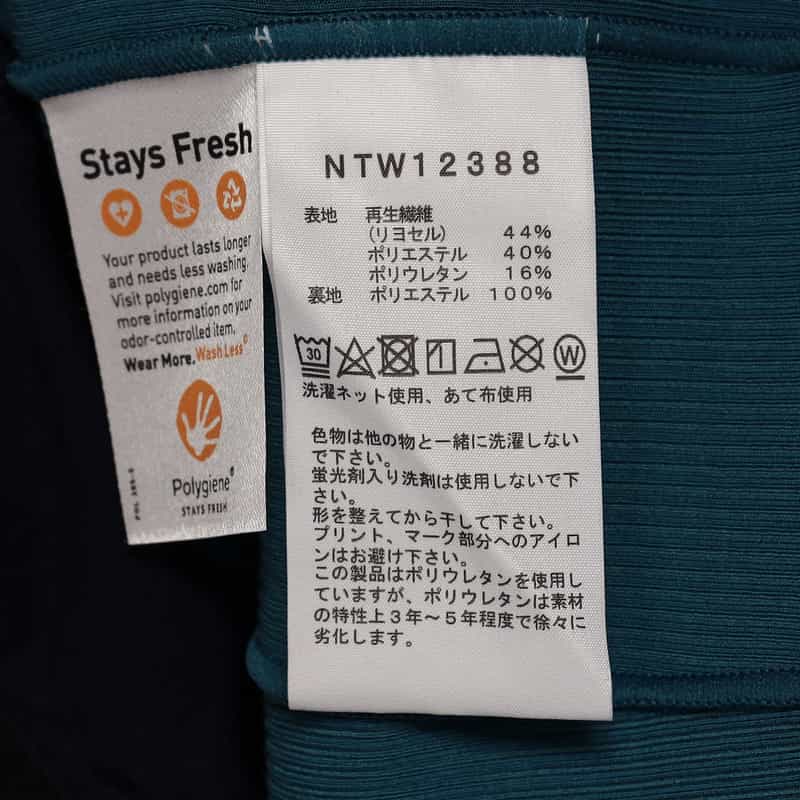 Stays Fresh
Your product lasts longer
and needs less washing.
Visit polygiene.com for
more information on your
odor-controlled item.
Wear More. Wash Less©
Polygiene®
STAYS FRESH
NTW12388
表地 再生繊維
(リヨセル) 44%
ポリエステル 40%
ポリウレタン 16%
裏地 ポリエステル 100%
30
W
洗濯ネット使用、あて布使用
色物は他の物と一緒に洗濯しない
で下さい。
蛍光剤入り洗剤は使用しないで下
さい。
形を整えてから干して下さい。
プリント、マーク部分へのアイロ
ンはお避け下さい。
この製品はポリウレタンを使用し
ていますが、ポリウレタンは素材
の特性上3年〜5年程度で徐々に
劣化します。